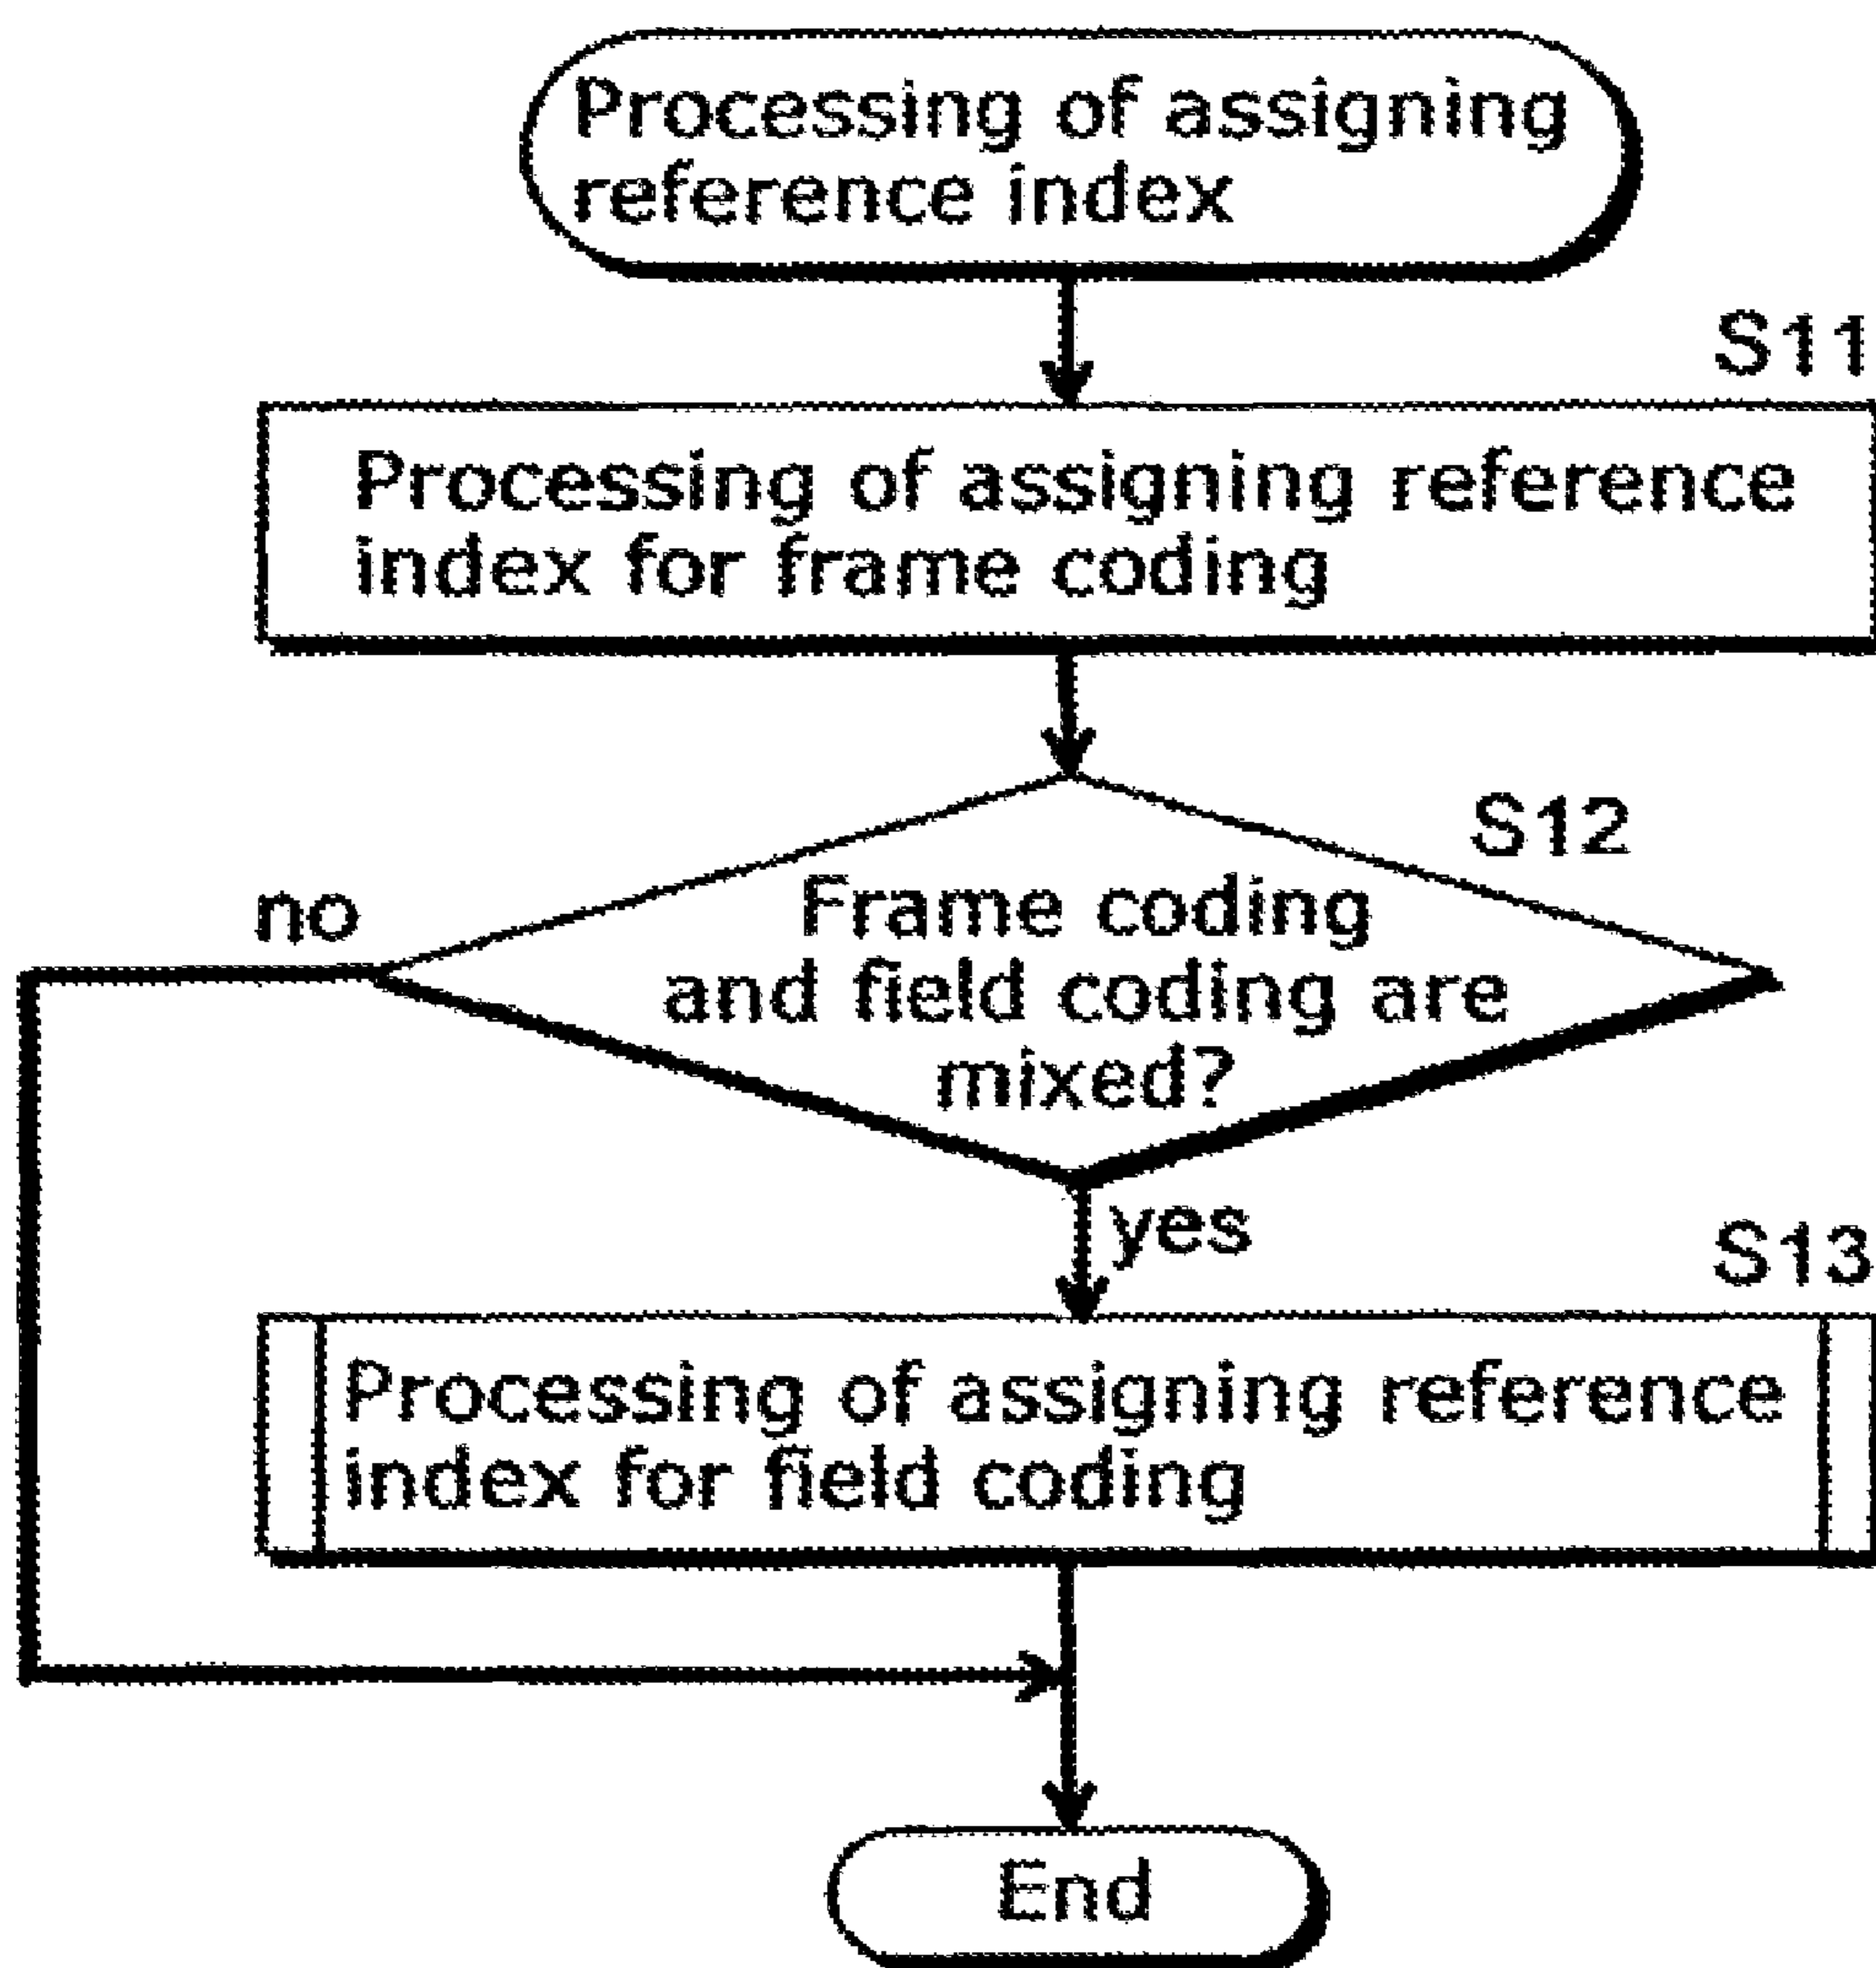 Processing of assigning
reference index
S11
Processing of assigning reference
index for frame coding
S12
no
Frame coding
and field coding are
mixed?
yes
S13
Processing of assigning reference
index for field coding
End